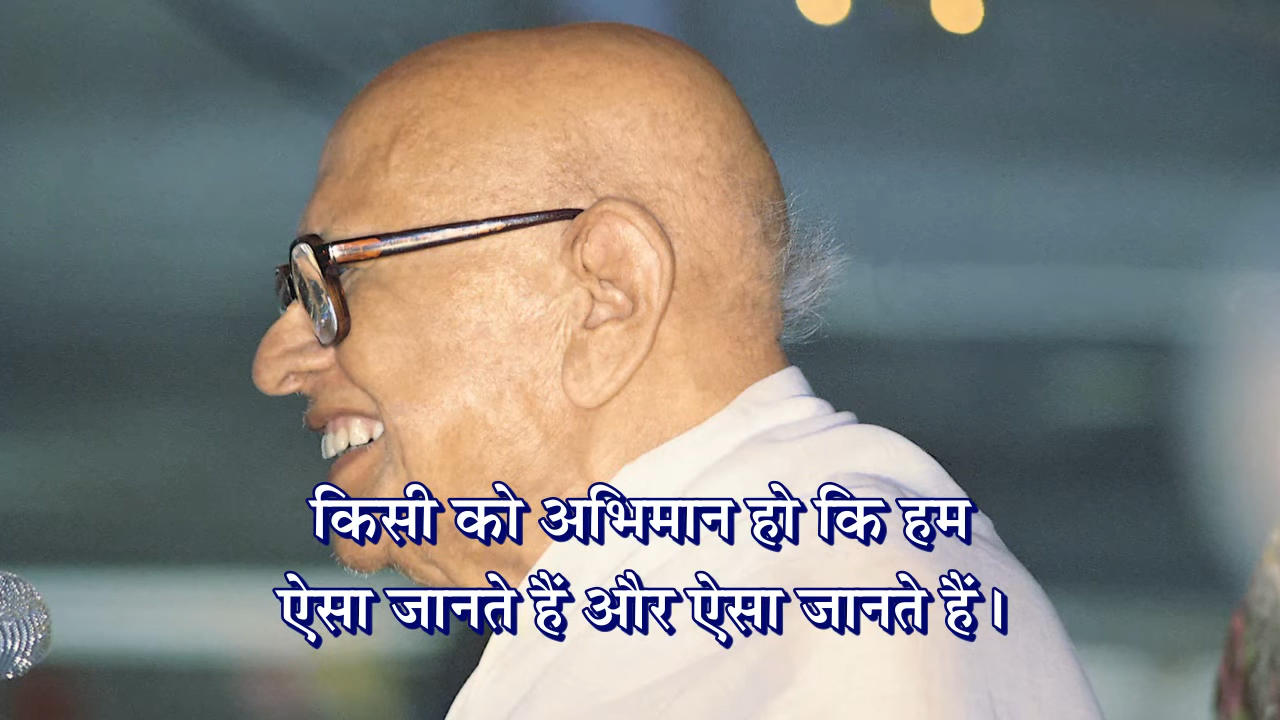 किसी को अभिमान हो कि हम
ऐसा जानते हैं और ऐसा जानते हैं।